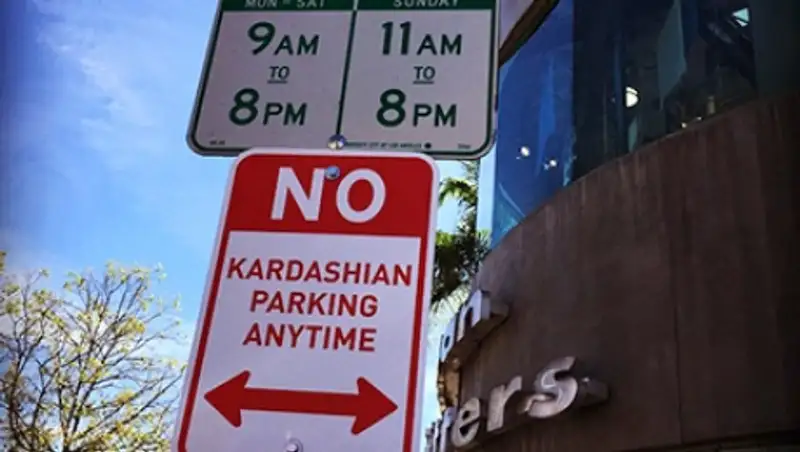 MON - SAT
9AM
TO
8PM
SUNDAY
11AM
TO
8PM
NO
KARDASHIAN
PARKING
ANYTIME